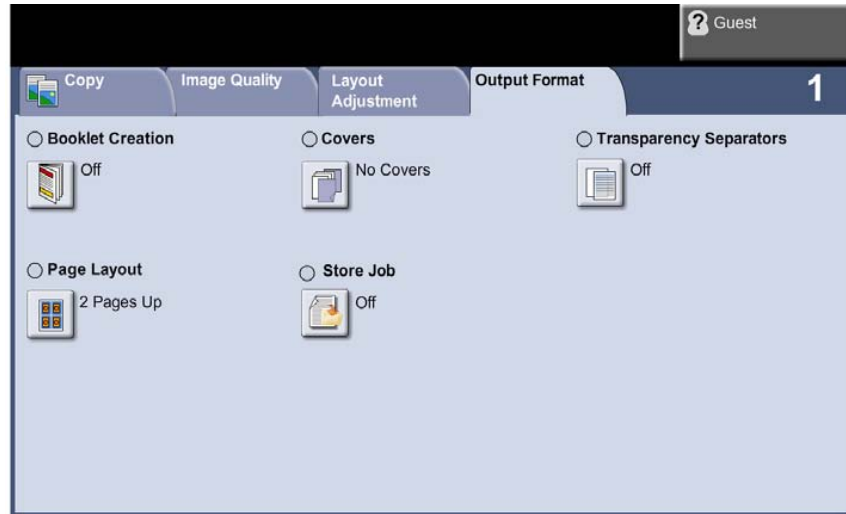 ? Guest
Copy
Image Quality
Layout
Adjustment
Output Format
1
Booklet Creation
Off
Covers
No Covers
Transparency Separators
Off
Page Layout
2 Pages Up
Store Job
Off